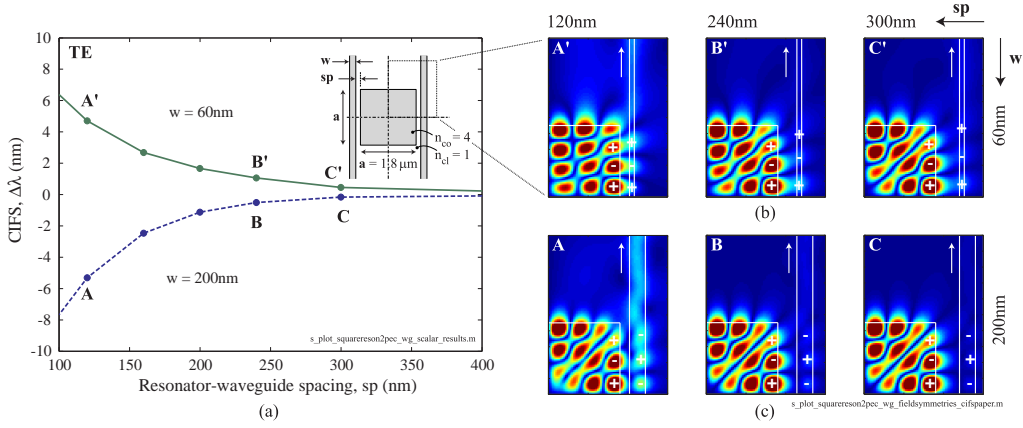 TE
10
8
6
4
2
0
-2
-4
-6
-8
-10
CIFS, Δλ (nm)
A'
w = 60nm
B'
C'
A
B
C
w = 200nm
w
sp
a
n_co = 4
n_cl = 1
a = 1.8 μm
s_plot_squarereson2pec_wg_scalar_results.m
100 150 200 250 300 350 400
Resonator-waveguide spacing, sp (nm)
(a)
120nm 240nm 300nm
sp
w
A' B' C'
+ + + + + +
- - - -
+ + + + + +
60nm
(b)
A B C
+ - + - + -
- + - + - +
+ - + - + -
200nm
(c)
s_plot_squarereson2pec_wg_fieldsymmetries_cifspaper.m